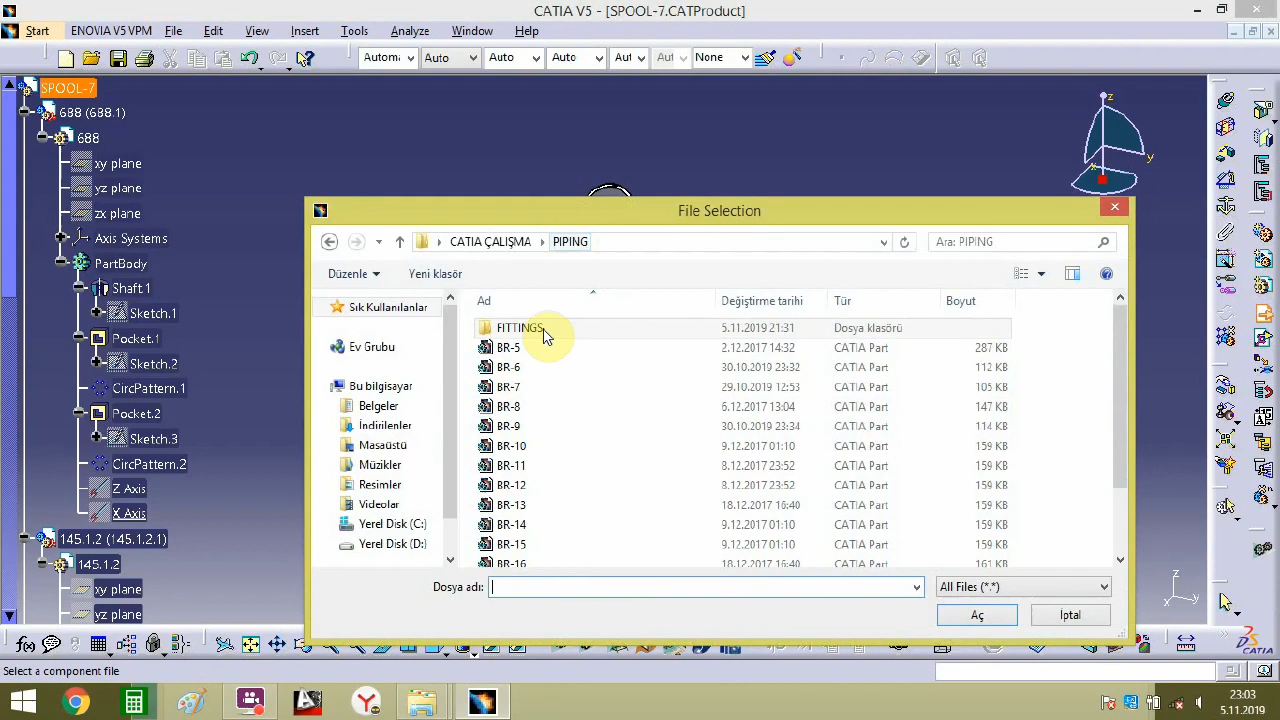 CATIA V5 - [SPOOL-7.CATProduct]
Start ENOVIA V5 VPM File Edit View Insert Tools Analyze Window Help
Automa Auto Auto Auto Aut Aut None
SPOOL-7
688 (688.1)
688
xy plane
yz plane
zx plane
Axis Systems
PartBody
Shaft.1
Sketch.1
Pocket.1
Sketch.2
CircPattern.1
Pocket.2
Sketch.3
CircPattern.2
Z Axis
X Axis
145.1.2 (145.1.2.1)
145.1.2
xy plane
yz plane
z
y
x
File Selection
CATIA ÇALIŞMA PIPING
Ara: PIPING
Düzenle Yeni klasör
Sık Kullanılanlar
Ev Grubu
Bu bilgisayar
Belgeler
İndirilenler
Masaüstü
Müzikler
Resimler
Videolar
Yerel Disk (C:)
Yerel Disk (D:)
Ad Değiştirme tarihi Tür Boyut
FITTINGS 5.11.2019 21:31 Dosya klasörü
BR-5 2.12.2017 14:32 CATIA Part 287 KB
BR-6 30.10.2019 23:32 CATIA Part 112 KB
BR-7 29.10.2019 12:53 CATIA Part 105 KB
BR-8 6.12.2017 13:04 CATIA Part 147 KB
BR-9 30.10.2019 23:34 CATIA Part 114 KB
BR-10 9.12.2017 01:10 CATIA Part 159 KB
BR-11 8.12.2017 23:52 CATIA Part 159 KB
BR-12 8.12.2017 23:52 CATIA Part 159 KB
BR-13 18.12.2017 16:40 CATIA Part 159 KB
BR-14 9.12.2017 01:10 CATIA Part 159 KB
BR-15 9.12.2017 01:10 CATIA Part 159 KB
BR-16 18.12.2017 16:40 CATIA Part 161 KB
Dosya adı: All Files (*.*)
Aç İptal
z
x y
f(x)
CATIA
Select a component file
23:03
5.11.2019